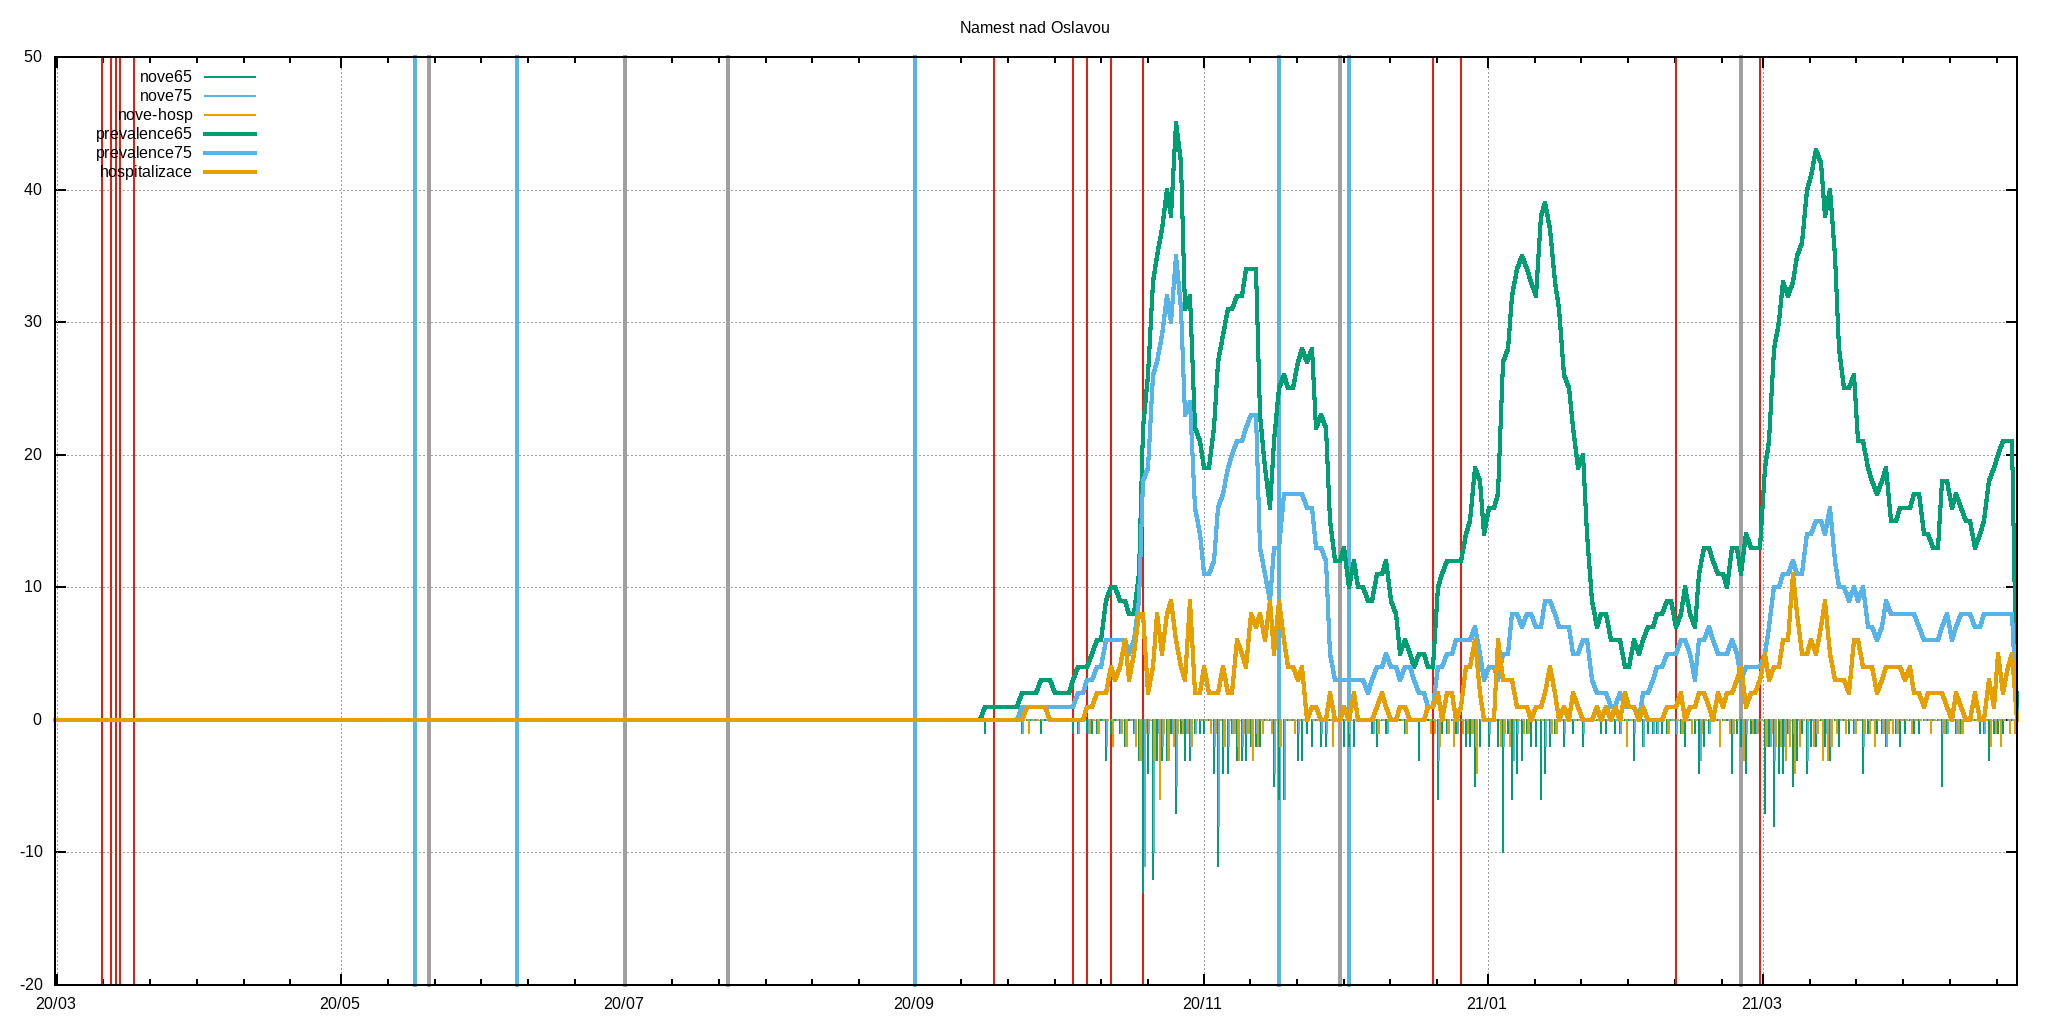 Namest nad Oslavou
50
40
30
20
10
0
-10
-20
nove65
nove75
nove-hosp
prevalence65
prevalence75
hospitalizace
20/03 20/05 20/07 20/09 20/11 21/01 21/03